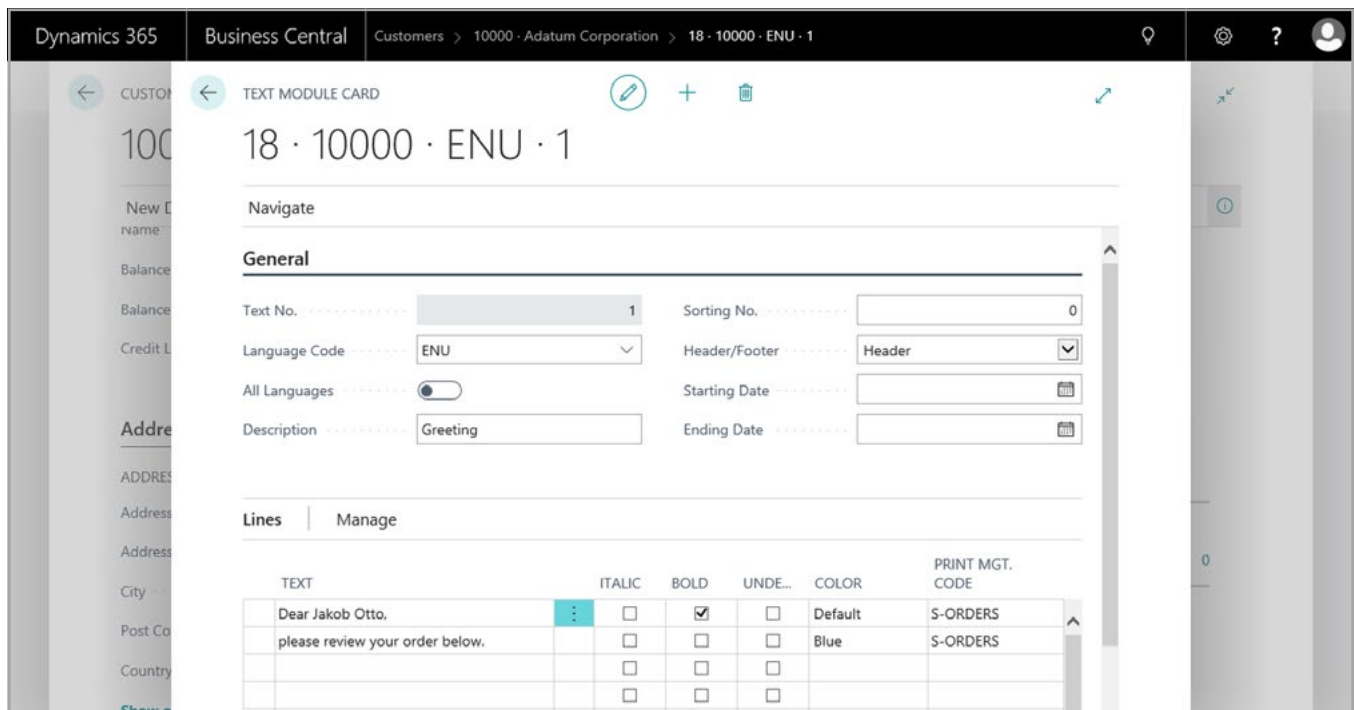 Dynamics 365 Business Central Customers > 10000 · Adatum Corporation > 18 · 10000 · ENU · 1 ?
CUSTO TEXT MODULE CARD
100 18 · 10000 · ENU · 1
New D Navigate
Name
General
Balance
Balance Text No. 1 Sorting No. 0
Credit L Language Code ENU Header/Footer Header
All Languages Starting Date
Addre Description Greeting Ending Date
ADDRES
Address Lines Manage
Address 0
City TEXT ITALIC BOLD UNDE... COLOR PRINT MGT. CODE
Dear Jakob Otto, Default S-ORDERS
Post Co please review your order below. Blue S-ORDERS
Country